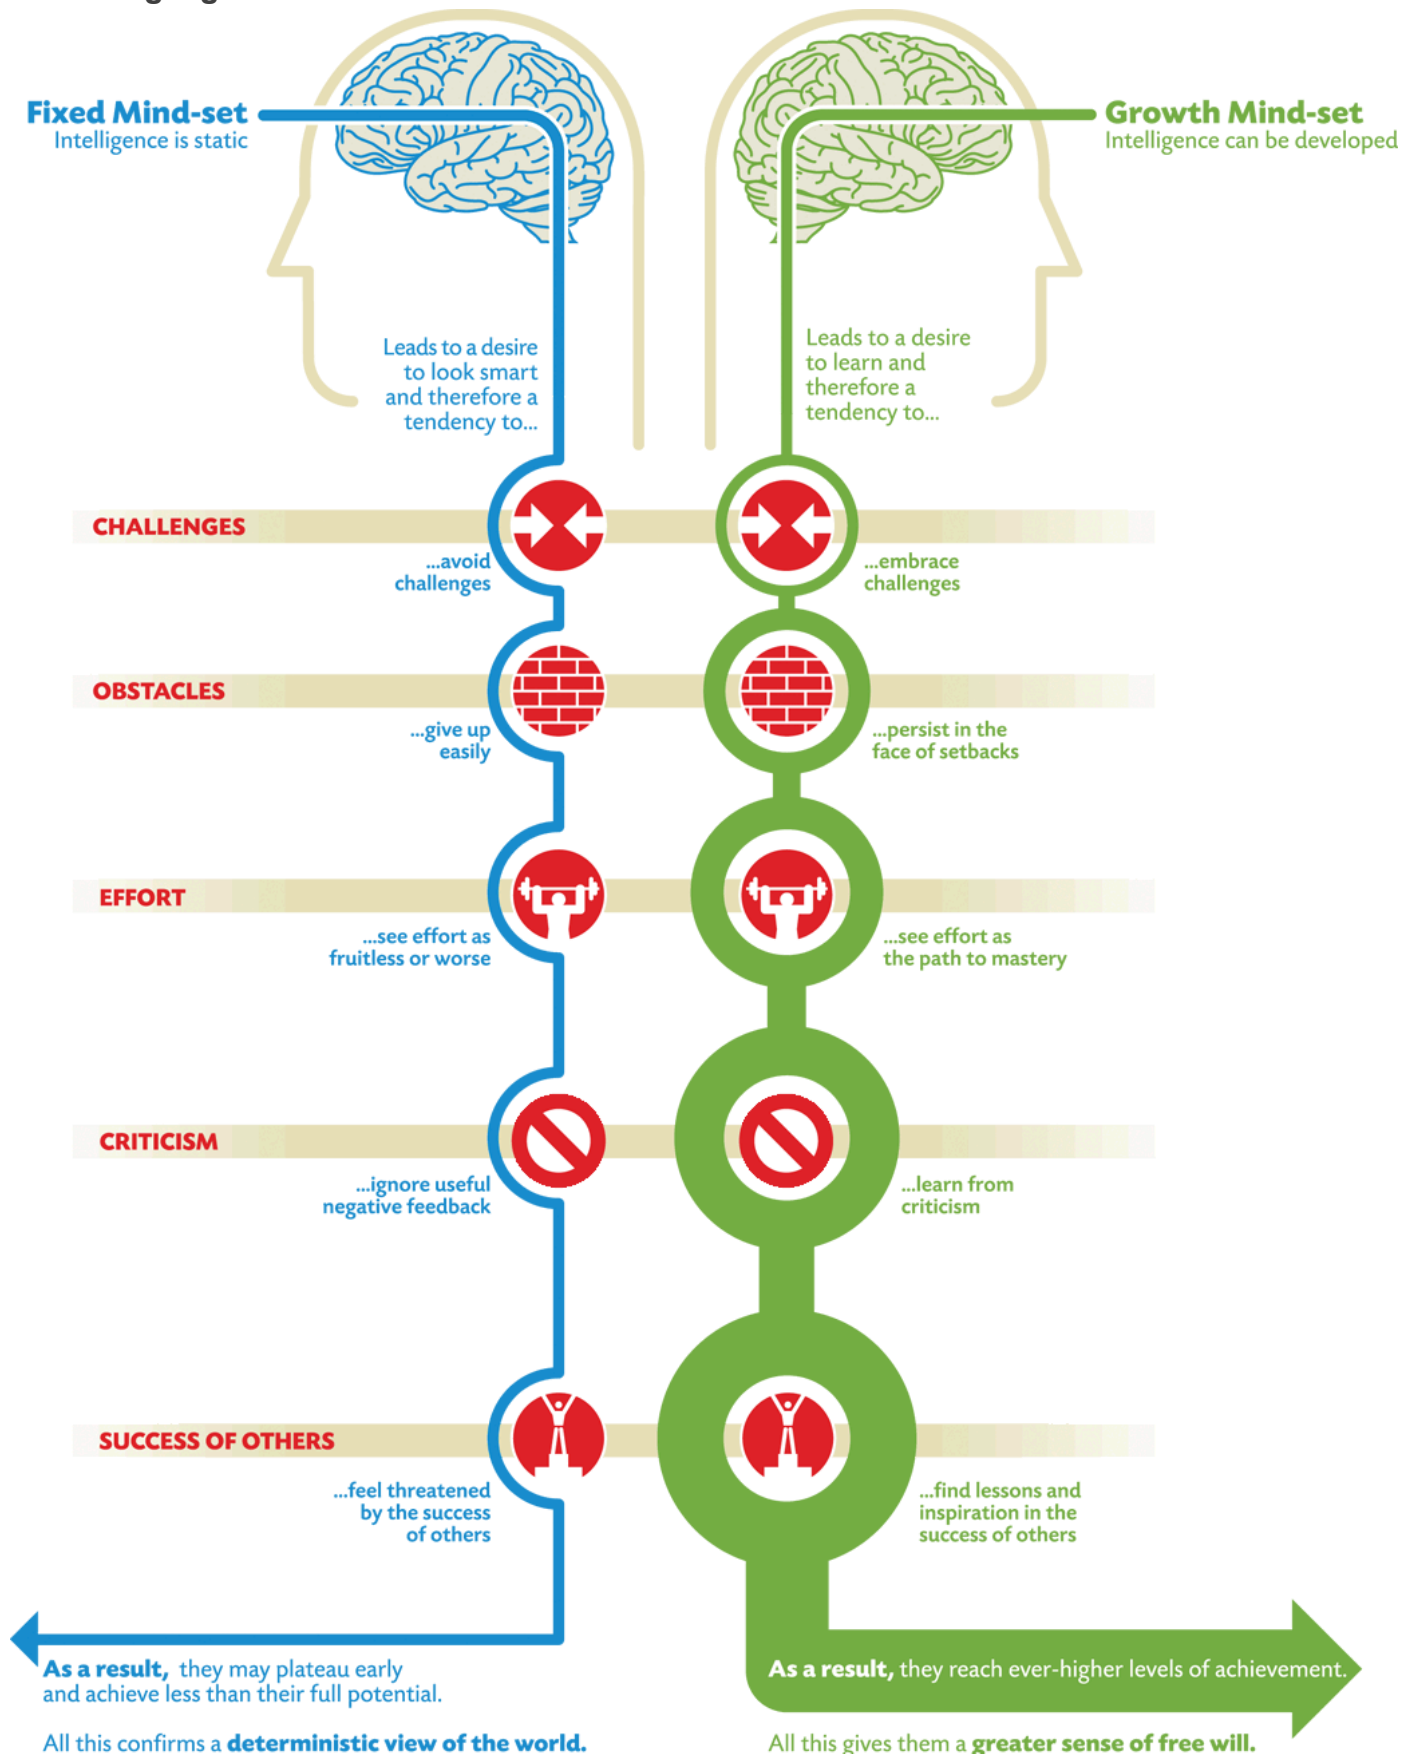 Fixed Mind-set
Intelligence is static
Growth Mind-set
Intelligence can be developed
Leads to a desire
to look smart
and therefore a
tendency to...
Leads to a desire
to learn and
therefore a
tendency to...
CHALLENGES
...avoid
challenges
...embrace
challenges
OBSTACLES
...give up
easily
...persist in the
face of setbacks
EFFORT
...see effort as
fruitless or worse
...see effort as
the path to mastery
CRITICISM
...ignore useful
negative feedback
...learn from
criticism
SUCCESS OF OTHERS
...feel threatened
by the success
of others
...find lessons and
inspiration in the
success of others
As a result, they may plateau early
and achieve less than their full potential.
All this confirms a deterministic view of the world.
As a result, they reach ever-higher levels of achievement.
All this gives them a greater sense of free will.